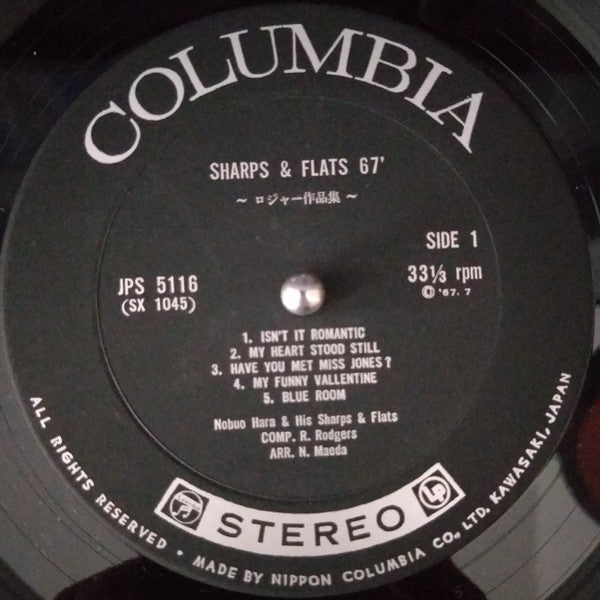 COLUMBIA
SHARPS & FLATS 67'
～ ロジャー作品集 ～
SIDE 1
JPS 5116
(SX 1045)
33⅓ rpm
Ⓒ '67. 7
1. ISN'T IT ROMANTIC
2. MY HEART STOOD STILL
3. HAVE YOU MET MISS JONES?
4. MY FUNNY VALLENTINE
5. BLUE ROOM
Nobuo Hara & His Sharps & Flats
COMP. R. Rodgers
ARR. N. Maeda
STEREO
LP
ALL RIGHTS RESERVED • MADE BY NIPPON COLUMBIA CO., LTD. KAWASAKI, JAPAN